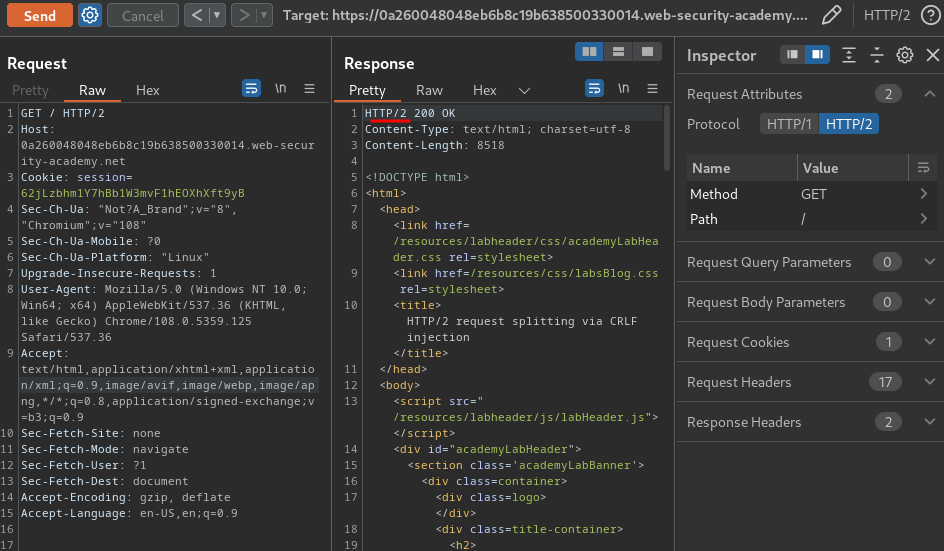 Send
Cancel
Target: https://0a260048048eb6b8c19b638500330014.web-security-academy....
HTTP/2
Request
Pretty Raw Hex
\n
1 GET / HTTP/2
2 Host:
0a260048048eb6b8c19b638500330014.web-secur
ity-academy.net
3 Cookie: session=
62jLzbhm1Y7hBb1W3mvF1hEOXhXft9yB
4 Sec-Ch-Ua: "Not?A_Brand";v="8",
"Chromium";v="108"
5 Sec-Ch-Ua-Mobile: ?0
6 Sec-Ch-Ua-Platform: "Linux"
7 Upgrade-Insecure-Requests: 1
8 User-Agent: Mozilla/5.0 (Windows NT 10.0;
Win64; x64) AppleWebKit/537.36 (KHTML,
like Gecko) Chrome/108.0.5359.125
Safari/537.36
9 Accept:
text/html,application/xhtml+xml,applicatio
n/xml;q=0.9,image/avif,image/webp,image/ap
ng,*/*;q=0.8,application/signed-exchange;v
=b3;q=0.9
10 Sec-Fetch-Site: none
11 Sec-Fetch-Mode: navigate
12 Sec-Fetch-User: ?1
13 Sec-Fetch-Dest: document
14 Accept-Encoding: gzip, deflate
15 Accept-Language: en-US,en;q=0.9
16
17
Response
Pretty Raw Hex
\n
1 HTTP/2 200 OK
2 Content-Type: text/html; charset=utf-8
3 Content-Length: 8518
4
5 <!DOCTYPE html>
6 <html>
7 <head>
8 <link href=
/resources/labheader/css/academyLabHea
der.css rel=stylesheet>
9 <link href=/resources/css/labsBlog.css
rel=stylesheet>
10 <title>
HTTP/2 request splitting via CRLF
injection
</title>
11 </head>
12 <body>
13 <script src="
/resources/labheader/js/labHeader.js">
</script>
14 <div id="academyLabHeader">
15 <section class='academyLabBanner'>
16 <div class=container>
17 <div class=logo>
</div>
18 <div class=title-container>
19 <h2>
Inspector
Request Attributes 2
Protocol HTTP/1 HTTP/2
Name Value
Method GET
Path /
Request Query Parameters 0
Request Body Parameters 0
Request Cookies 1
Request Headers 17
Response Headers 2